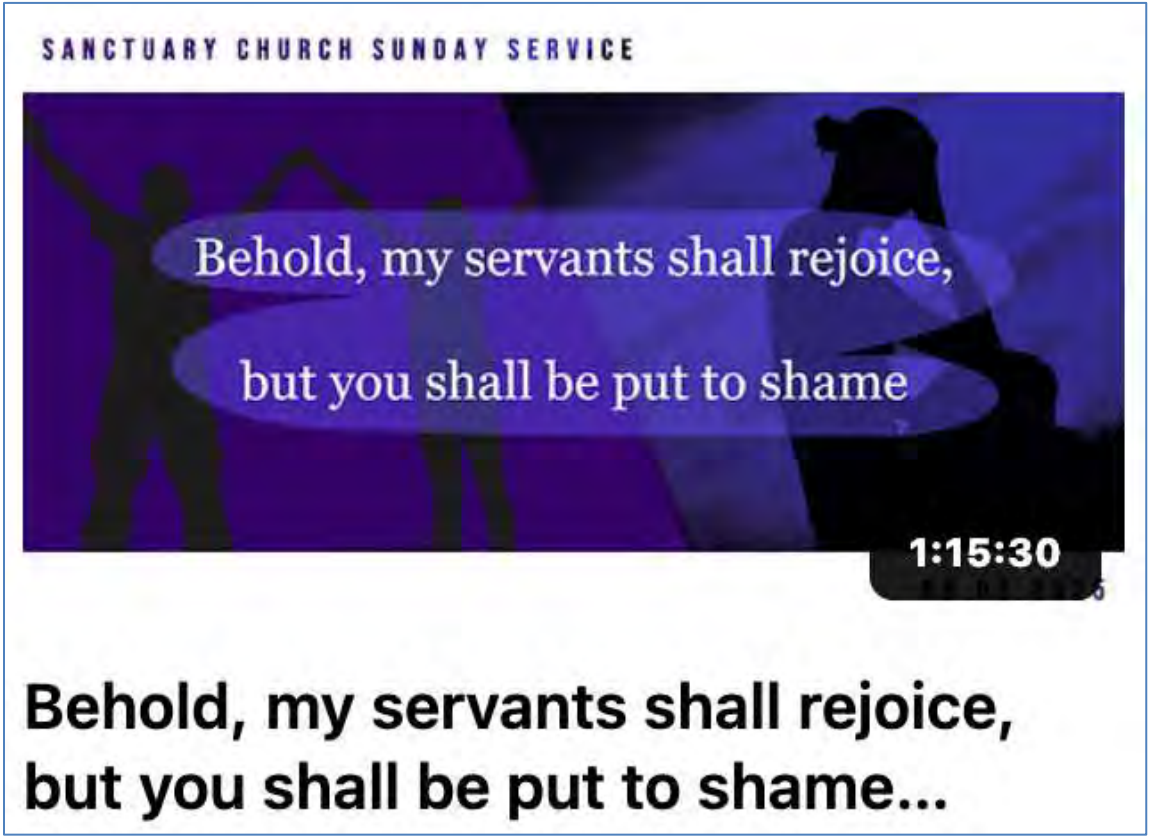 SANCTUARY CHURCH SUNDAY SERVICE
Behold, my servants shall rejoice,
but you shall be put to shame
1:15:30
Behold, my servants shall rejoice,
but you shall be put to shame...